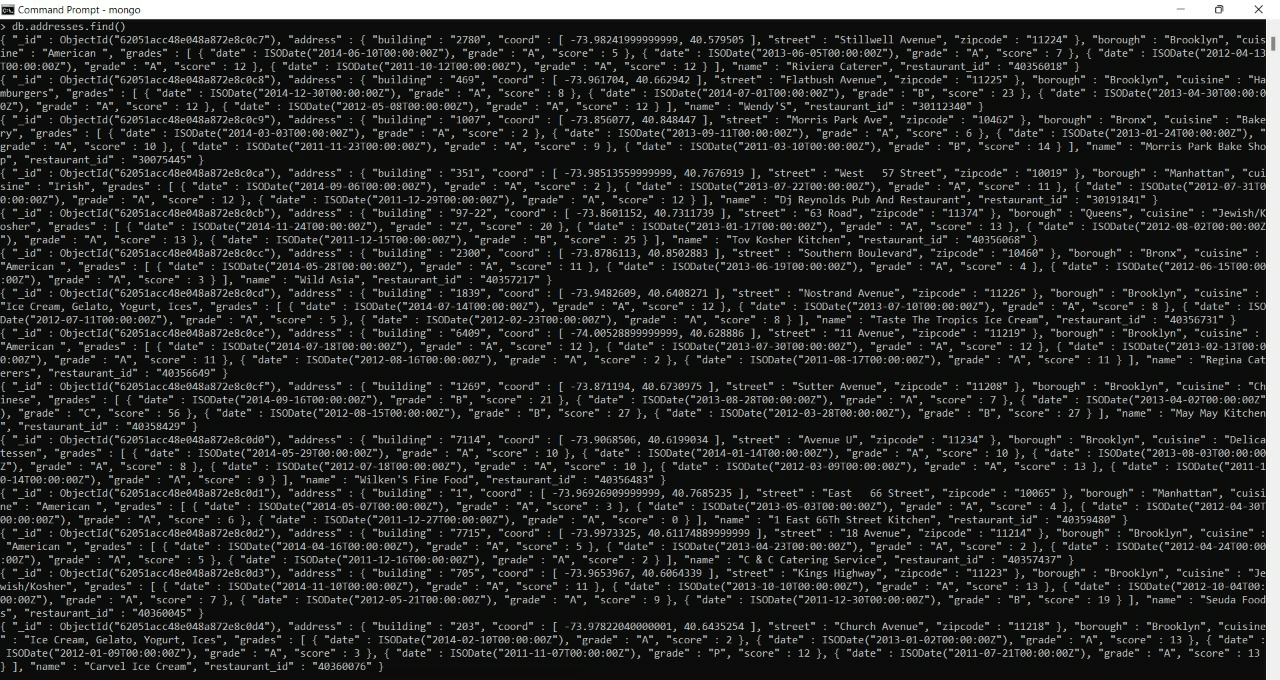 Command Prompt - mongo
> db.addresses.find()
{ "_id" : ObjectId("62051acc48e048a872e8c0c7"), "address" : { "building" : "2780", "coord" : [ -73.98241999999999, 40.579505 ], "street" : "Stillwell Avenue", "zipcode" : "11224" }, "borough" : "Brooklyn", "cuis
ine" : "American ", "grades" : [ { "date" : ISODate("2014-06-10T00:00:00Z"), "grade" : "A", "score" : 5 }, { "date" : ISODate("2013-06-05T00:00:00Z"), "grade" : "A", "score" : 7 }, { "date" : ISODate("2012-04-13
T00:00:00Z"), "grade" : "A", "score" : 12 }, { "date" : ISODate("2011-10-12T00:00:00Z"), "grade" : "A", "score" : 12 } ], "name" : "Riviera Caterer", "restaurant_id" : "40356018" }
{ "_id" : ObjectId("62051acc48e048a872e8c0c8"), "address" : { "building" : "469", "coord" : [ -73.961704, 40.662942 ], "street" : "Flatbush Avenue", "zipcode" : "11225" }, "borough" : "Brooklyn", "cuisine" : "Ha
mburgers", "grades" : [ { "date" : ISODate("2014-12-30T00:00:00Z"), "grade" : "A", "score" : 8 }, { "date" : ISODate("2014-07-01T00:00:00Z"), "grade" : "B", "score" : 23 }, { "date" : ISODate("2013-04-30T00:00:0
0Z"), "grade" : "A", "score" : 12 }, { "date" : ISODate("2012-05-08T00:00:00Z"), "grade" : "A", "score" : 12 } ], "name" : "Wendy'S", "restaurant_id" : "30112340" }
{ "_id" : ObjectId("62051acc48e048a872e8c0c9"), "address" : { "building" : "1007", "coord" : [ -73.856077, 40.848447 ], "street" : "Morris Park Ave", "zipcode" : "10462" }, "borough" : "Bronx", "cuisine" : "Bake
ry", "grades" : [ { "date" : ISODate("2014-03-03T00:00:00Z"), "grade" : "A", "score" : 2 }, { "date" : ISODate("2013-09-11T00:00:00Z"), "grade" : "A", "score" : 6 }, { "date" : ISODate("2013-01-24T00:00:00Z"), "
grade" : "A", "score" : 10 }, { "date" : ISODate("2011-11-23T00:00:00Z"), "grade" : "A", "score" : 9 }, { "date" : ISODate("2011-03-10T00:00:00Z"), "grade" : "B", "score" : 14 } ], "name" : "Morris Park Bake Sho
p", "restaurant_id" : "30075445" }
{ "_id" : ObjectId("62051acc48e048a872e8c0ca"), "address" : { "building" : "351", "coord" : [ -73.98513559999999, 40.7676919 ], "street" : "West   57 Street", "zipcode" : "10019" }, "borough" : "Manhattan", "cui
sine" : "Irish", "grades" : [ { "date" : ISODate("2014-09-06T00:00:00Z"), "grade" : "A", "score" : 2 }, { "date" : ISODate("2013-07-22T00:00:00Z"), "grade" : "A", "score" : 11 }, { "date" : ISODate("2012-07-31T0
0:00:00Z"), "grade" : "A", "score" : 12 }, { "date" : ISODate("2011-12-29T00:00:00Z"), "grade" : "A", "score" : 12 } ], "name" : "Dj Reynolds Pub And Restaurant", "restaurant_id" : "30191841" }
{ "_id" : ObjectId("62051acc48e048a872e8c0cb"), "address" : { "building" : "97-22", "coord" : [ -73.8601152, 40.7311739 ], "street" : "63 Road", "zipcode" : "11374" }, "borough" : "Queens", "cuisine" : "Jewish/K
osher", "grades" : [ { "date" : ISODate("2014-11-24T00:00:00Z"), "grade" : "Z", "score" : 20 }, { "date" : ISODate("2013-01-17T00:00:00Z"), "grade" : "A", "score" : 13 }, { "date" : ISODate("2012-08-02T00:00:00Z
"), "grade" : "A", "score" : 13 }, { "date" : ISODate("2011-12-15T00:00:00Z"), "grade" : "B", "score" : 25 } ], "name" : "Tov Kosher Kitchen", "restaurant_id" : "40356068" }
{ "_id" : ObjectId("62051acc48e048a872e8c0cc"), "address" : { "building" : "2300", "coord" : [ -73.8786113, 40.8502883 ], "street" : "Southern Boulevard", "zipcode" : "10460" }, "borough" : "Bronx", "cuisine" :
"American ", "grades" : [ { "date" : ISODate("2014-05-28T00:00:00Z"), "grade" : "A", "score" : 11 }, { "date" : ISODate("2013-06-19T00:00:00Z"), "grade" : "A", "score" : 4 }, { "date" : ISODate("2012-06-15T00:00
:00Z"), "grade" : "A", "score" : 3 } ], "name" : "Wild Asia", "restaurant_id" : "40357217" }
{ "_id" : ObjectId("62051acc48e048a872e8c0cd"), "address" : { "building" : "1839", "coord" : [ -73.9482609, 40.6408271 ], "street" : "Nostrand Avenue", "zipcode" : "11226" }, "borough" : "Brooklyn", "cuisine" : "
Ice Cream, Gelato, Yogurt, Ices", "grades" : [ { "date" : ISODate("2014-07-14T00:00:00Z"), "grade" : "A", "score" : 12 }, { "date" : ISODate("2013-07-10T00:00:00Z"), "grade" : "A", "score" : 8 }, { "date" : ISO
Date("2012-07-11T00:00:00Z"), "grade" : "A", "score" : 5 }, { "date" : ISODate("2012-02-23T00:00:00Z"), "grade" : "A", "score" : 8 } ], "name" : "Taste The Tropics Ice Cream", "restaurant_id" : "40356731" }
{ "_id" : ObjectId("62051acc48e048a872e8c0ce"), "address" : { "building" : "6409", "coord" : [ -74.00528899999999, 40.628886 ], "street" : "11 Avenue", "zipcode" : "11219" }, "borough" : "Brooklyn", "cuisine" :
"American ", "grades" : [ { "date" : ISODate("2014-07-18T00:00:00Z"), "grade" : "A", "score" : 12 }, { "date" : ISODate("2013-07-30T00:00:00Z"), "grade" : "A", "score" : 12 }, { "date" : ISODate("2013-02-13T00:0
0:00Z"), "grade" : "A", "score" : 11 }, { "date" : ISODate("2012-08-16T00:00:00Z"), "grade" : "A", "score" : 2 }, { "date" : ISODate("2011-08-17T00:00:00Z"), "grade" : "A", "score" : 11 } ], "name" : "Regina Cat
erers", "restaurant_id" : "40356649" }
{ "_id" : ObjectId("62051acc48e048a872e8c0cf"), "address" : { "building" : "1269", "coord" : [ -73.871194, 40.6730975 ], "street" : "Sutter Avenue", "zipcode" : "11208" }, "borough" : "Brooklyn", "cuisine" : "Ch
inese", "grades" : [ { "date" : ISODate("2014-09-16T00:00:00Z"), "grade" : "B", "score" : 21 }, { "date" : ISODate("2013-08-28T00:00:00Z"), "grade" : "A", "score" : 7 }, { "date" : ISODate("2013-04-02T00:00:00Z"
), "grade" : "C", "score" : 56 }, { "date" : ISODate("2012-08-15T00:00:00Z"), "grade" : "B", "score" : 27 }, { "date" : ISODate("2012-03-28T00:00:00Z"), "grade" : "B", "score" : 27 } ], "name" : "May May Kitchen
", "restaurant_id" : "40358429" }
{ "_id" : ObjectId("62051acc48e048a872e8c0d0"), "address" : { "building" : "7114", "coord" : [ -73.9068506, 40.6199034 ], "street" : "Avenue U", "zipcode" : "11234" }, "borough" : "Brooklyn", "cuisine" : "Delica
tessen", "grades" : [ { "date" : ISODate("2014-05-29T00:00:00Z"), "grade" : "A", "score" : 10 }, { "date" : ISODate("2014-01-14T00:00:00Z"), "grade" : "A", "score" : 10 }, { "date" : ISODate("2013-08-03T00:00:00
Z"), "grade" : "A", "score" : 8 }, { "date" : ISODate("2012-07-18T00:00:00Z"), "grade" : "A", "score" : 10 }, { "date" : ISODate("2012-03-09T00:00:00Z"), "grade" : "A", "score" : 13 }, { "date" : ISODate("2011-1
0-14T00:00:00Z"), "grade" : "A", "score" : 9 } ], "name" : "Wilken'S Fine Food", "restaurant_id" : "40356483" }
{ "_id" : ObjectId("62051acc48e048a872e8c0d1"), "address" : { "building" : "1", "coord" : [ -73.96926909999999, 40.7685235 ], "street" : "East   66 Street", "zipcode" : "10065" }, "borough" : "Manhattan", "cuisi
ne" : "American ", "grades" : [ { "date" : ISODate("2014-05-07T00:00:00Z"), "grade" : "A", "score" : 3 }, { "date" : ISODate("2013-05-03T00:00:00Z"), "grade" : "A", "score" : 4 }, { "date" : ISODate("2012-04-30T
00:00:00Z"), "grade" : "A", "score" : 6 }, { "date" : ISODate("2011-12-27T00:00:00Z"), "grade" : "A", "score" : 0 } ], "name" : "1 East 66Th Street Kitchen", "restaurant_id" : "40359480" }
{ "_id" : ObjectId("62051acc48e048a872e8c0d2"), "address" : { "building" : "7715", "coord" : [ -73.9973325, 40.61174889999999 ], "street" : "18 Avenue", "zipcode" : "11214" }, "borough" : "Brooklyn", "cuisine" :
 "American", "grades" : [ { "date" : ISODate("2014-04-16T00:00:00Z"), "grade" : "A", "score" : 5 }, { "date" : ISODate("2013-04-23T00:00:00Z"), "grade" : "A", "score" : 2 }, { "date" : ISODate("2012-04-24T00:00
:00Z"), "grade" : "A", "score" : 5 }, { "date" : ISODate("2011-12-16T00:00:00Z"), "grade" : "A", "score" : 2 } ], "name" : "C & C Catering Service", "restaurant_id" : "40357437" }
{ "_id" : ObjectId("62051acc48e048a872e8c0d3"), "address" : { "building" : "705", "coord" : [ -73.9653967, 40.6064339 ], "street" : "Kings Highway", "zipcode" : "11223" }, "borough" : "Brooklyn", "cuisine" : "Je
wish/Kosher", "grades" : [ { "date" : ISODate("2014-11-10T00:00:00Z"), "grade" : "A", "score" : 11 }, { "date" : ISODate("2013-10-10T00:00:00Z"), "grade" : "A", "score" : 13 }, { "date" : ISODate("2012-10-04T00:
00:00Z"), "grade" : "A", "score" : 7 }, { "date" : ISODate("2012-05-21T00:00:00Z"), "grade" : "A", "score" : 9 }, { "date" : ISODate("2011-12-30T00:00:00Z"), "grade" : "B", "score" : 19 } ], "name" : "Seuda Food
s", "restaurant_id" : "40360045" }
{ "_id" : ObjectId("62051acc48e048a872e8c0d4"), "address" : { "building" : "203", "coord" : [ -73.97822040000001, 40.6435254 ], "street" : "Church Avenue", "zipcode" : "11218" }, "borough" : "Brooklyn", "cuisine
" : "Ice Cream, Gelato, Yogurt, Ices", "grades" : [ { "date" : ISODate("2014-02-10T00:00:00Z"), "grade" : "A", "score" : 2 }, { "date" : ISODate("2013-01-02T00:00:00Z"), "grade" : "A", "score" : 13 }, { "date" :
 ISODate("2012-01-09T00:00:00Z"), "grade" : "A", "score" : 3 }, { "date" : ISODate("2011-11-07T00:00:00Z"), "grade" : "P", "score" : 12 }, { "date" : ISODate("2011-07-21T00:00:00Z"), "grade" : "A", "score" : 13
} ], "name" : "Carvel Ice Cream", "restaurant_id" : "40360076" }